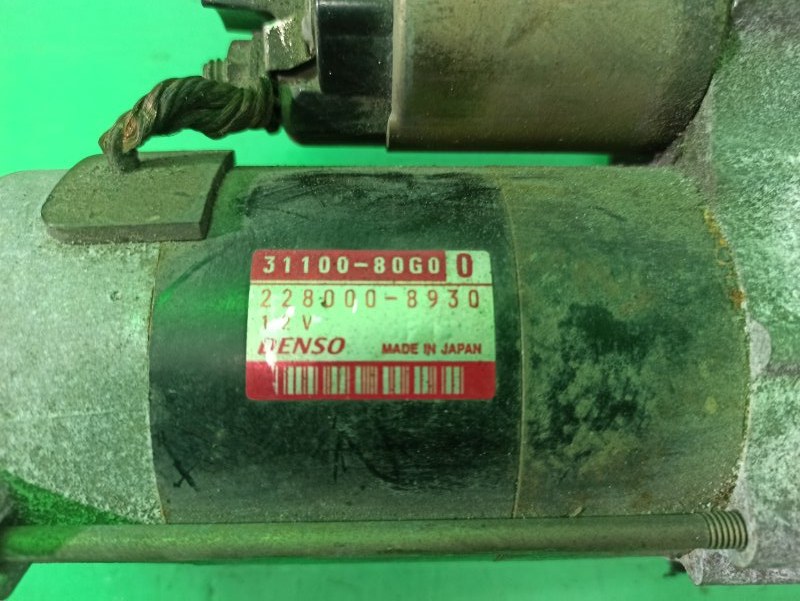 31100-80G0 0
228000-8930
12V
DENSO MADE IN JAPAN